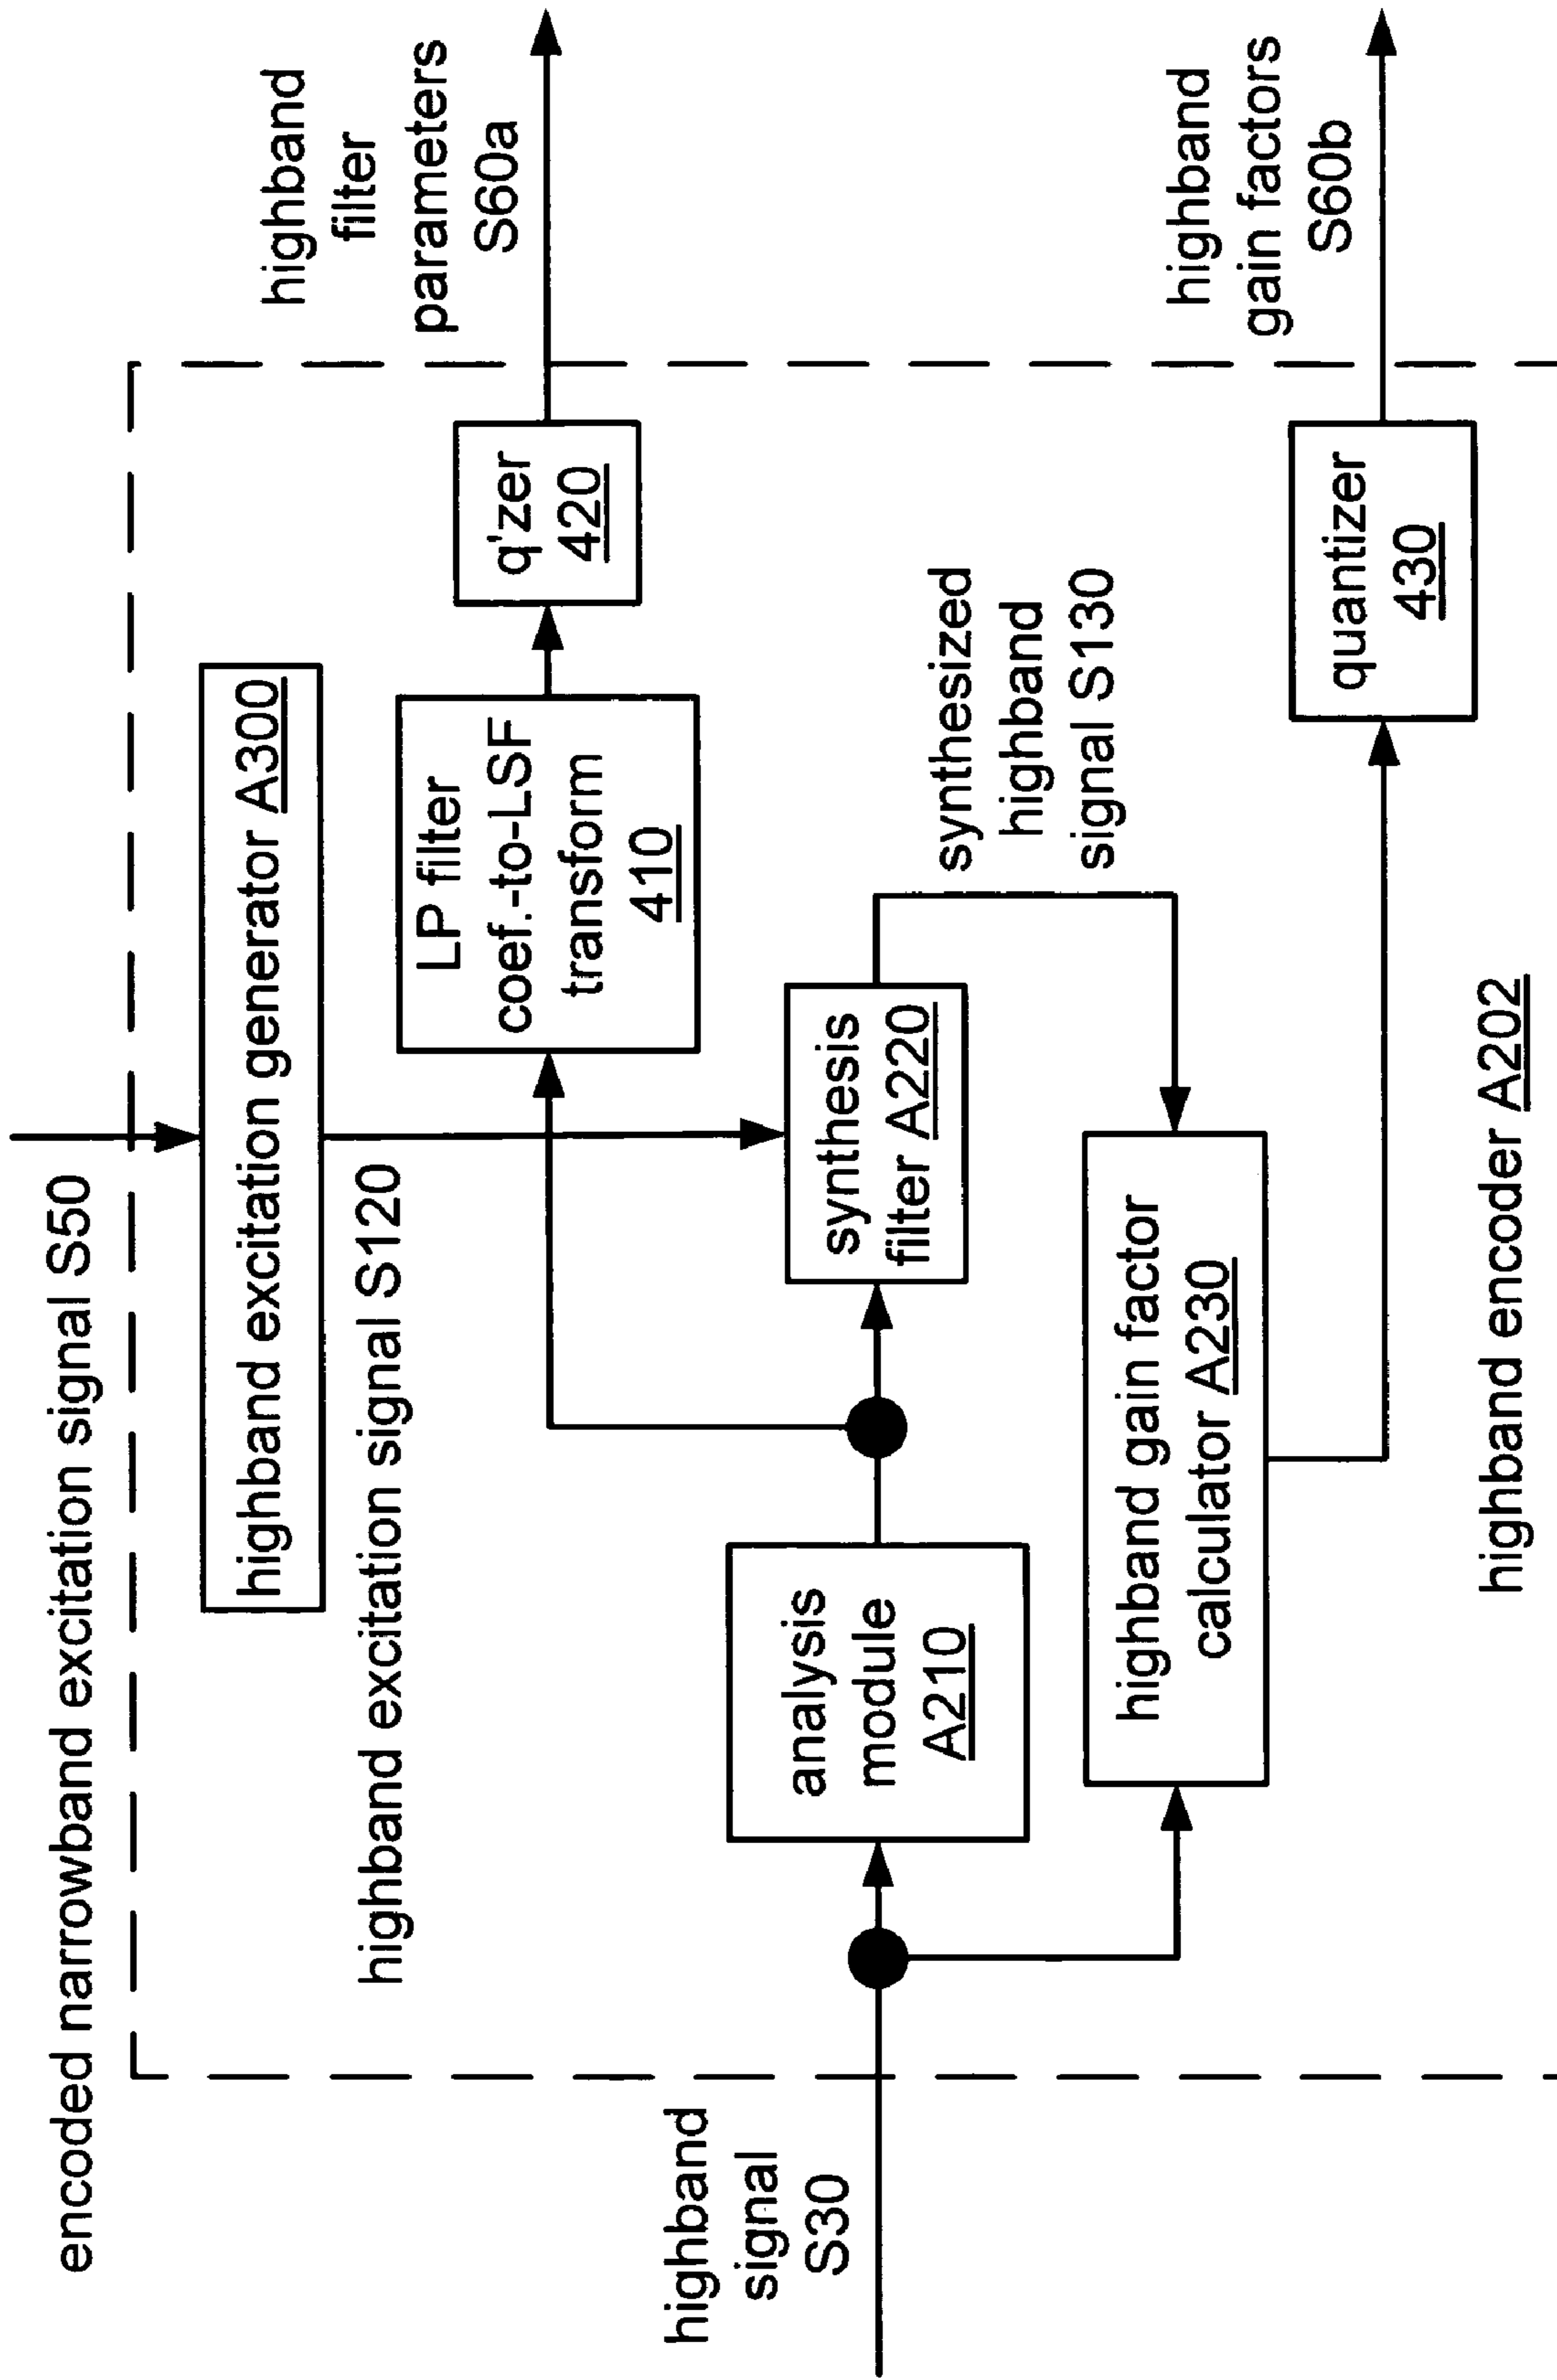 encoded narrowband excitation signal S50
highband excitation generator A300
highband excitation signal S120
highband
filter
parameters
S60a
LP filter
coef.-to-LSF
transform
410
q'zer
420
highband
signal
S30
analysis
module
A210
synthesis
filter A220
synthesized
highband
signal S130
highband gain factor
calculator A230
quantizer
430
highband
gain factors
S60b
highband encoder A202